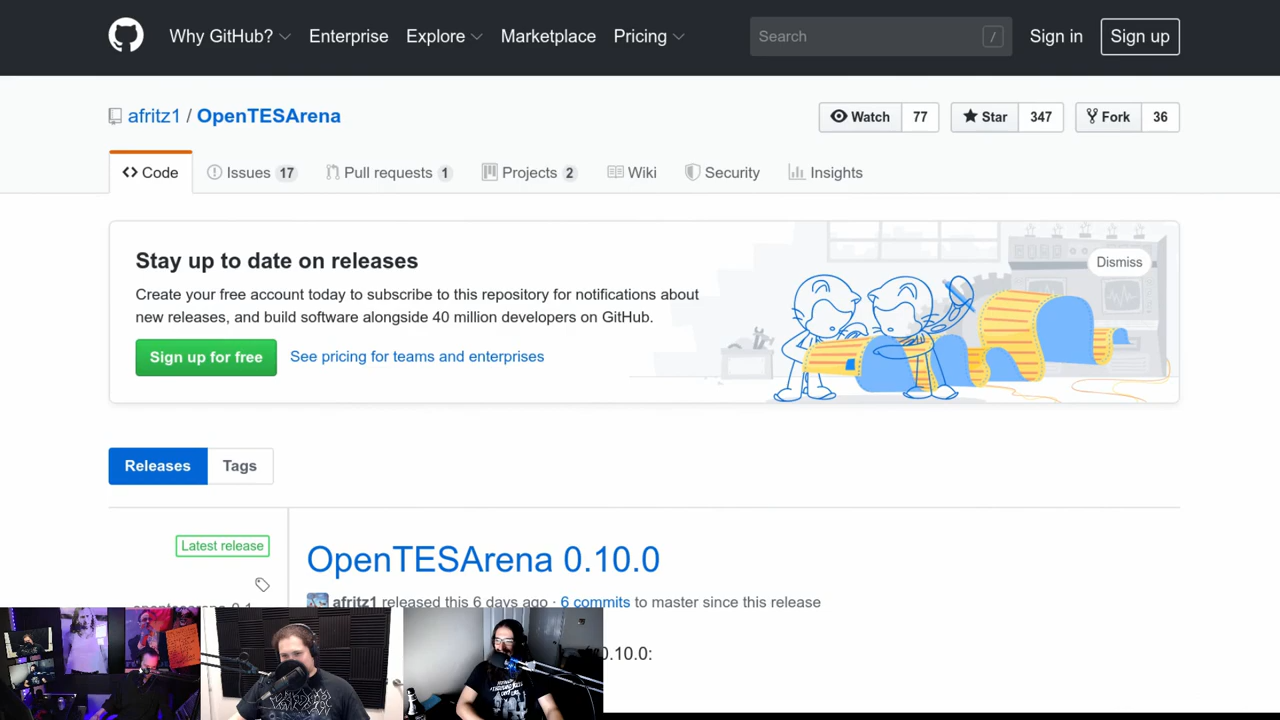 Why GitHub? Enterprise Explore Marketplace Pricing Search / Sign in Sign up
afritz1 / OpenTESArena
Watch 77 Star 347 Fork 36
Code Issues 17 Pull requests 1 Projects 2 Wiki Security Insights
Stay up to date on releases
Dismiss
Create your free account today to subscribe to this repository for notifications about
new releases, and build software alongside 40 million developers on GitHub.
Sign up for free See pricing for teams and enterprises
Releases Tags
Latest release
OpenTESArena 0.10.0
afritz1 released this 6 days ago · 6 commits to master since this release
0.10.0: